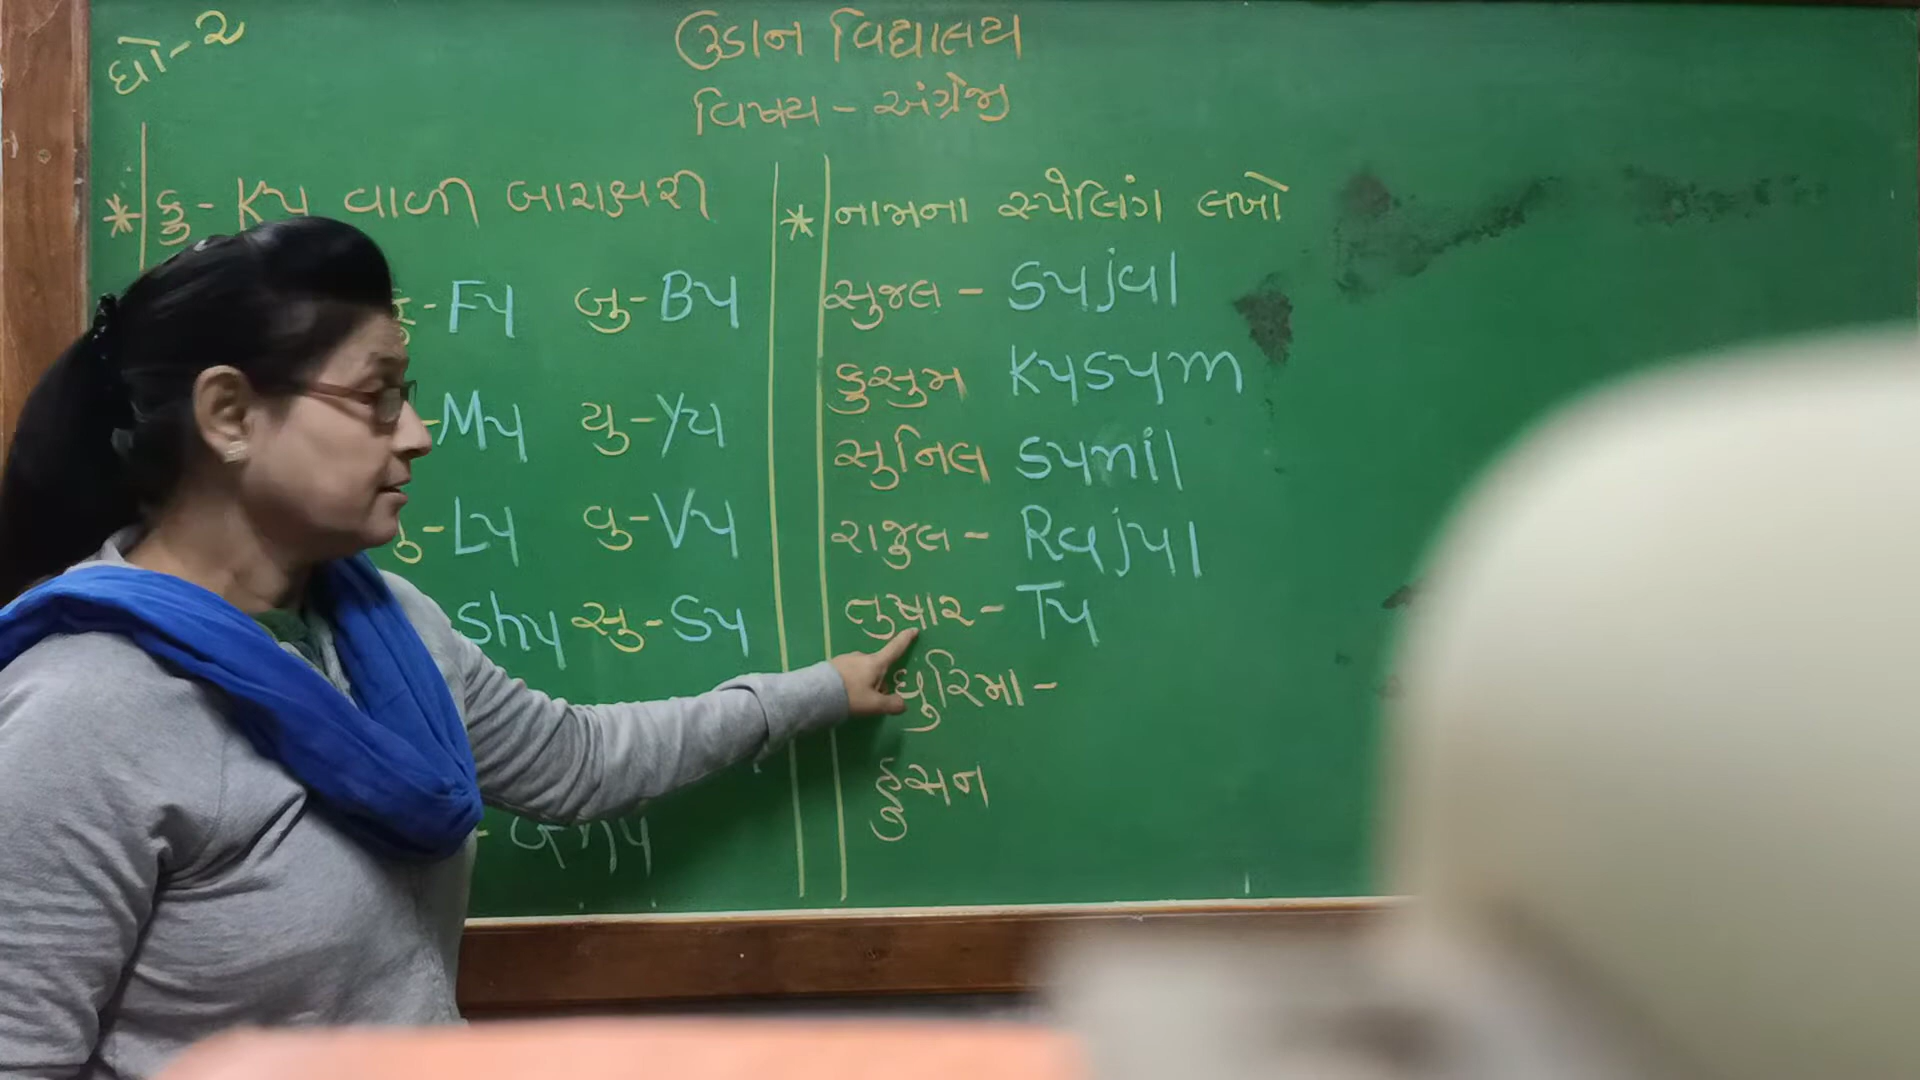 ધો-૨
ઉડાન વિદ્યાલય
વિષય - અંગ્રેજી
* કુ - Ku વાળી બારાક્ષરી
- Fu બુ - Bu
- Mu યુ - Yu
- Lu વુ - Vu
Shu સુ - Su
* નામના સ્પેલિંગ લખો
સુજલ - Sujal
કુસુમ Kusum
સુનિલ Sunil
રાજુલ - Rajul
તુષાર - Tu
ધુરિમા -
હુસન